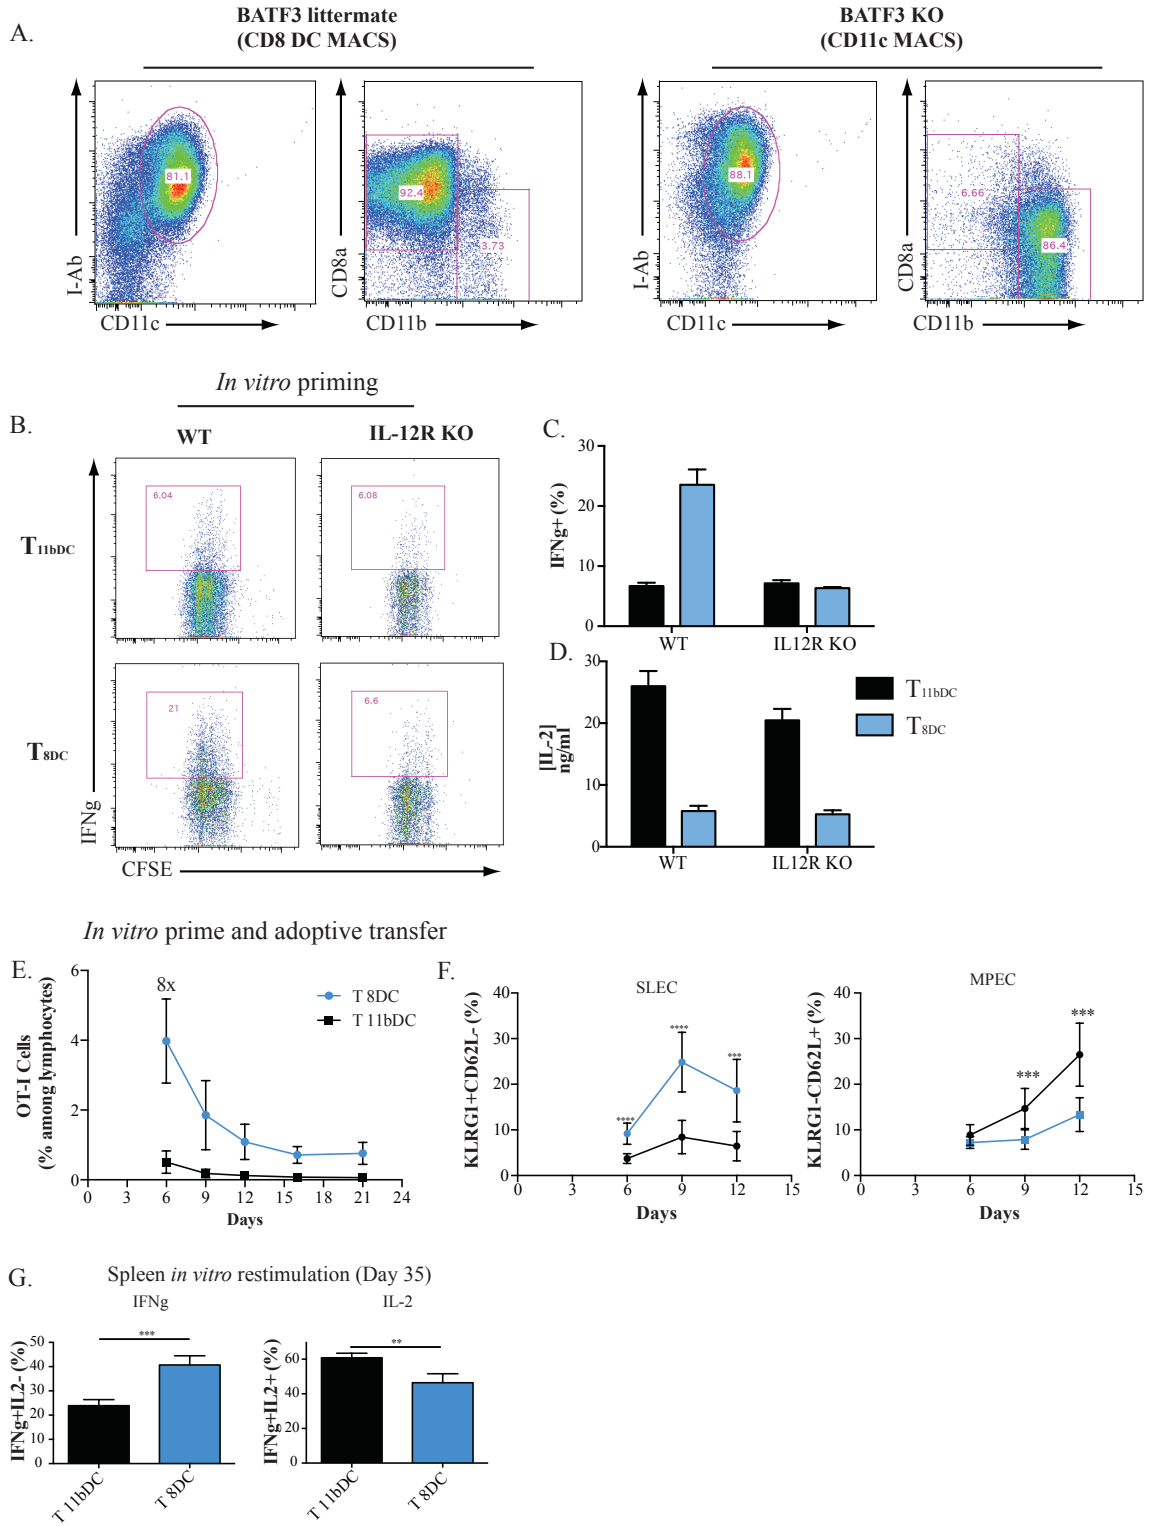 A.
BATF3 littermate
(CD8 DC MACS)
BATF3 KO
(CD11c MACS)
I-Ab
81.1
CD11c
CD8a
92.4
3.73
CD11b
I-Ab
88.1
CD11c
CD8a
6.66
86.4
CD11b
In vitro priming
B.
WT
IL-12R KO
T11bDC
6.04
6.08
T8DC
21
6.6
IFNg
CFSE
C.
IFNg+ (%)
30
20
10
0
WT
IL12R KO
D.
[IL-2]
ng/ml
30
20
10
0
WT
IL12R KO
T11bDC
T8DC
In vitro prime and adoptive transfer
E.
OT-I Cells
(% among lymphocytes)
6
4
2
0
8x
T 8DC
T 11bDC
0 3 6 9 12 15 18 21 24
Days
F.
SLEC
KLRG1+CD62L- (%)
40
30
20
10
0
****
****
***
0 3 6 9 12 15
Days
MPEC
KLRG1-CD62L+ (%)
40
30
20
10
0
***
***
0 3 6 9 12 15
Days
G.
Spleen in vitro restimulation (Day 35)
IFNg
IFNg+IL2- (%)
50
40
30
20
10
0
***
T 11bDC
T 8DC
IL-2
IFNg+IL2+ (%)
60
40
20
0
**
T 11bDC
T 8DC